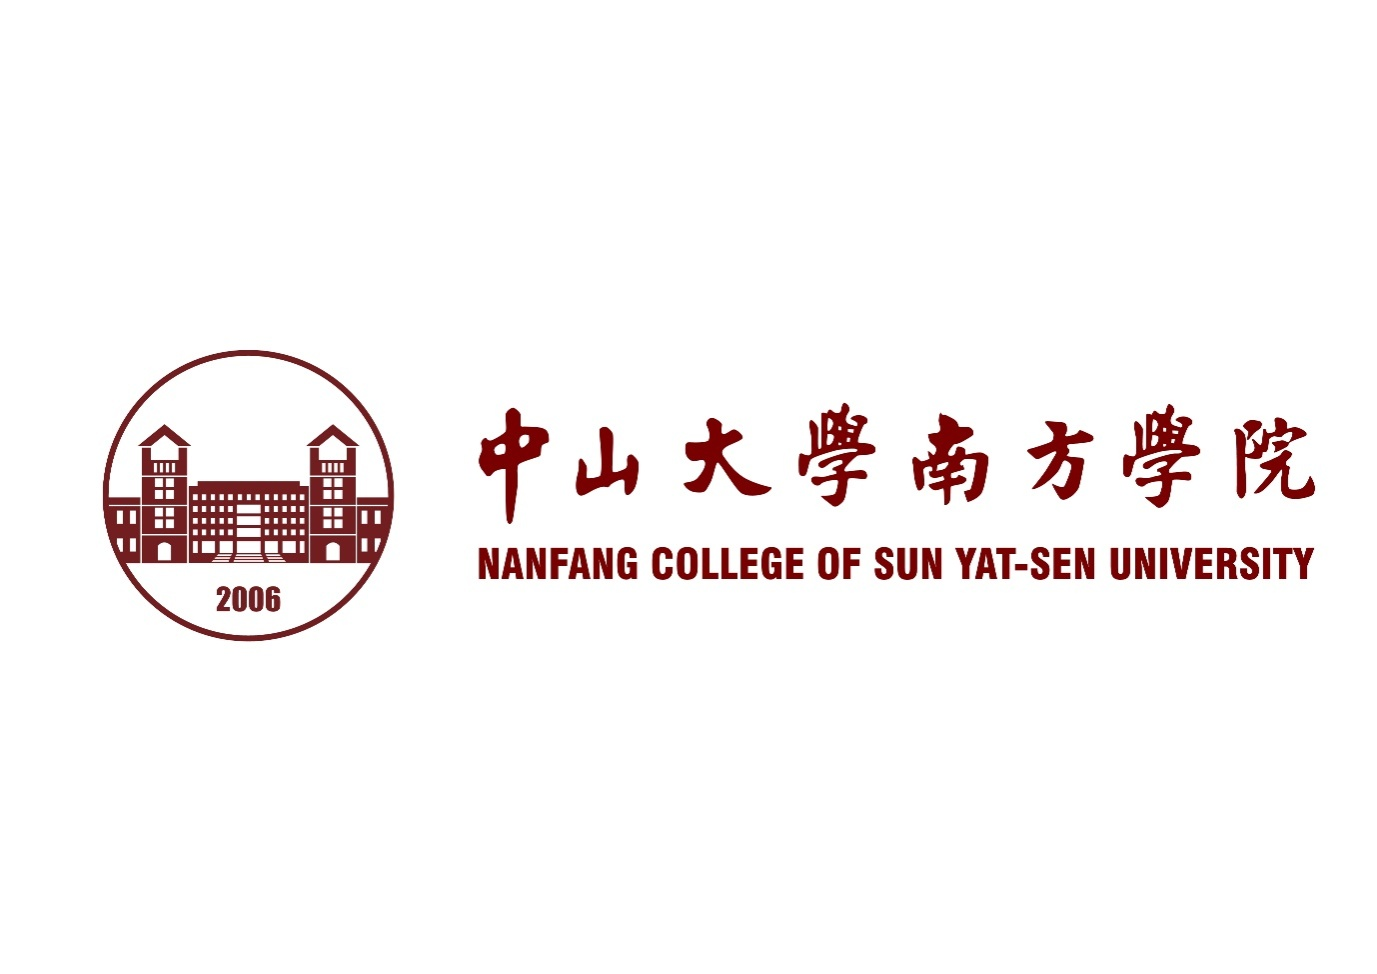 中山大學南方學院
NANFANG COLLEGE OF SUN YAT-SEN UNIVERSITY
2006